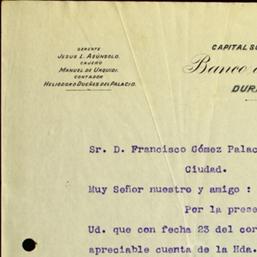 GERENTE
JESUS L. ASÚNSOLO.
CAJERO
MANUEL DE URQUIDI.
CONTADOR
HELIODORO DUEÑES DEL PALACIO.
CAPITAL SO
Banco
DUR
Sr. D. Francisco Gómez Palac
Ciudad.
Muy Señor nuestro y amigo :
Por la prese
Ud. que con fecha 23 del cor
apreciable cuenta de la Hda.